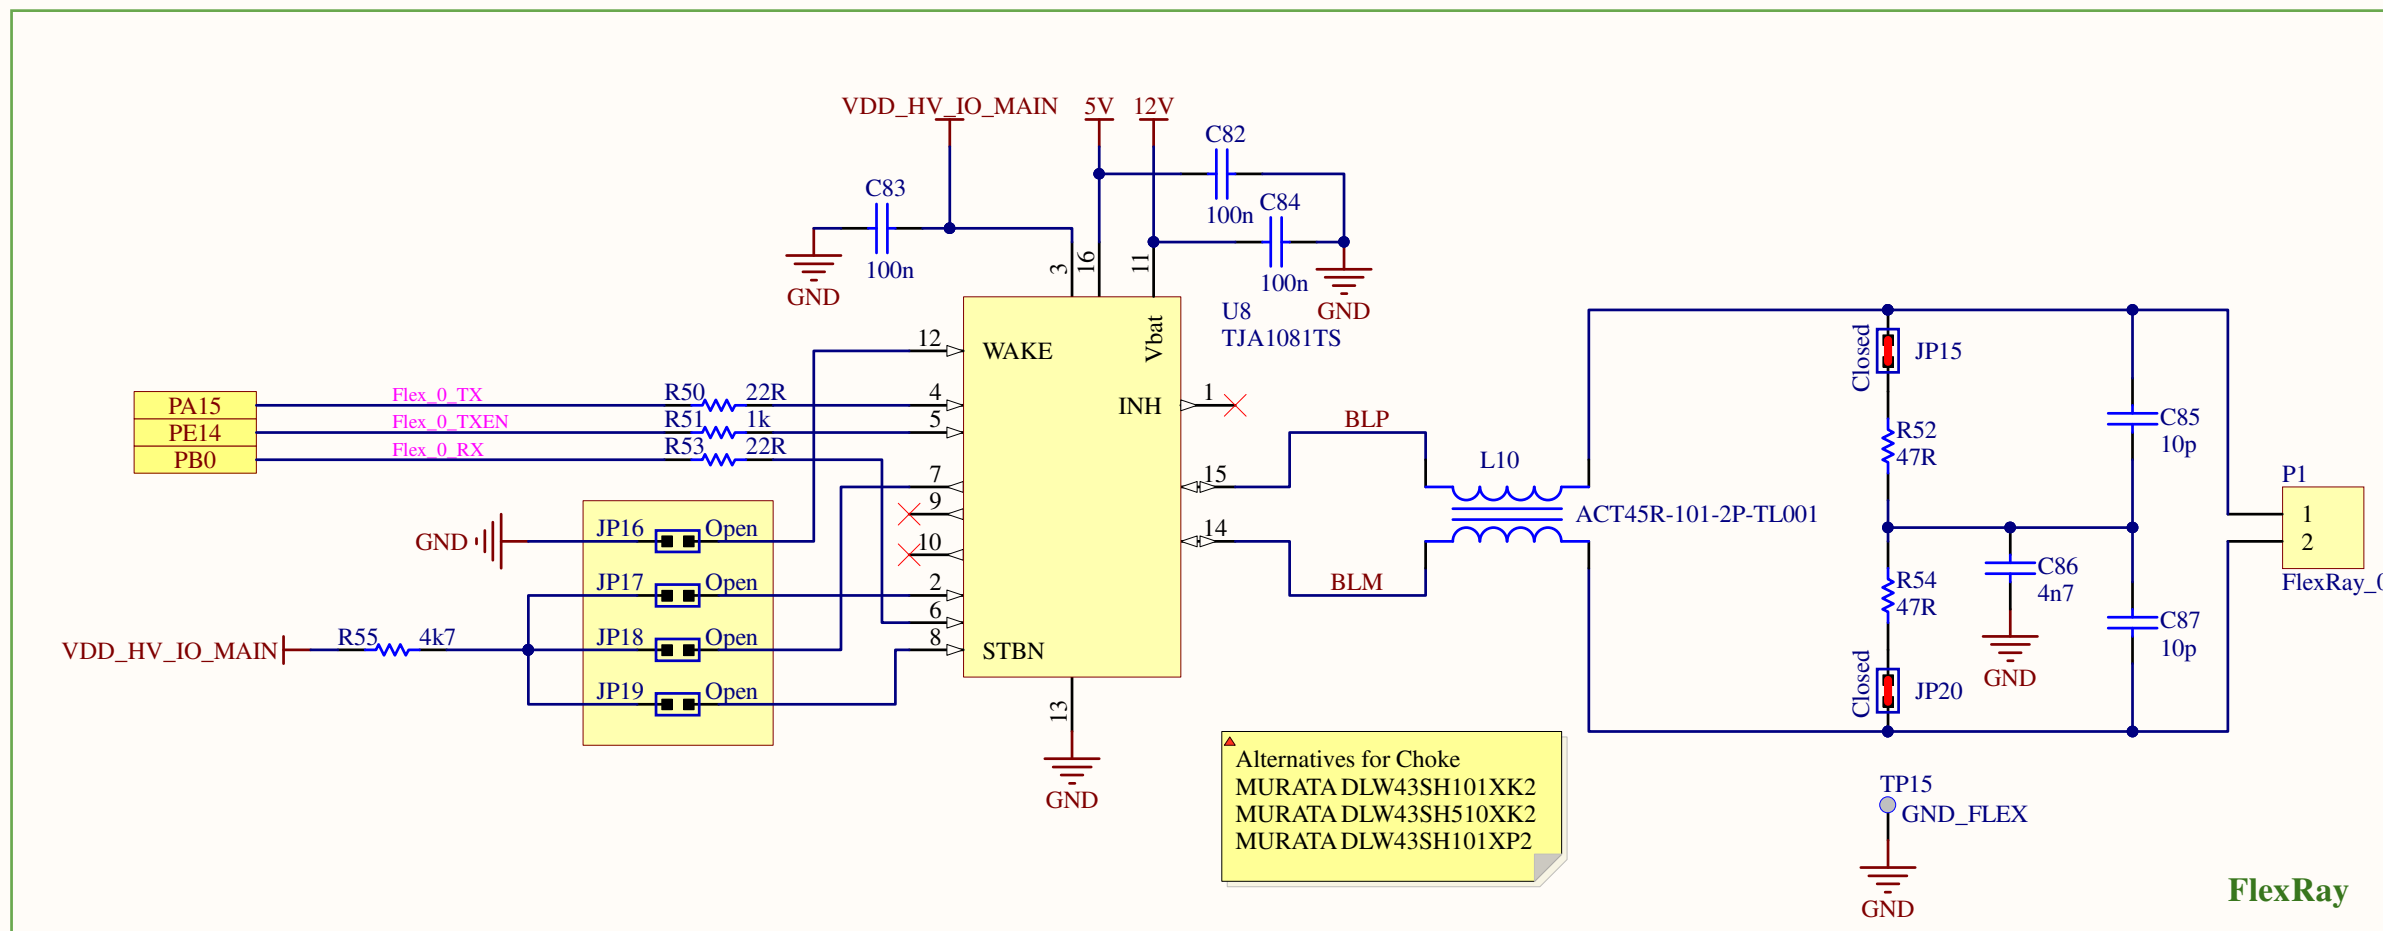 VDD_HV_IO_MAIN 5V 12V
C82
100n
C83
100n
GND
C84
100n
GND
3
16
11
U8
TJA1081TS
Vbat
12 WAKE
PA15 Flex_0_TX R50 22R 4
PE14 Flex_0_TXEN R51 1k 5
PB0 Flex_0_RX R53 22R
INH 1
7
9
10
2
6
8 STBN
15
14
13
GND
GND JP16 Open
JP17 Open
VDD_HV_IO_MAIN R55 4k7 JP18 Open
JP19 Open
BLP
BLM
L10
ACT45R-101-2P-TL001
Closed JP15
R52
47R
R54
47R
Closed JP20
C85
10p
C86
4n7
GND
C87
10p
P1
1
2
FlexRay_
Alternatives for Choke
MURATA DLW43SH101XK2
MURATA DLW43SH510XK2
MURATA DLW43SH101XP2
TP15
GND_FLEX
GND
FlexRay